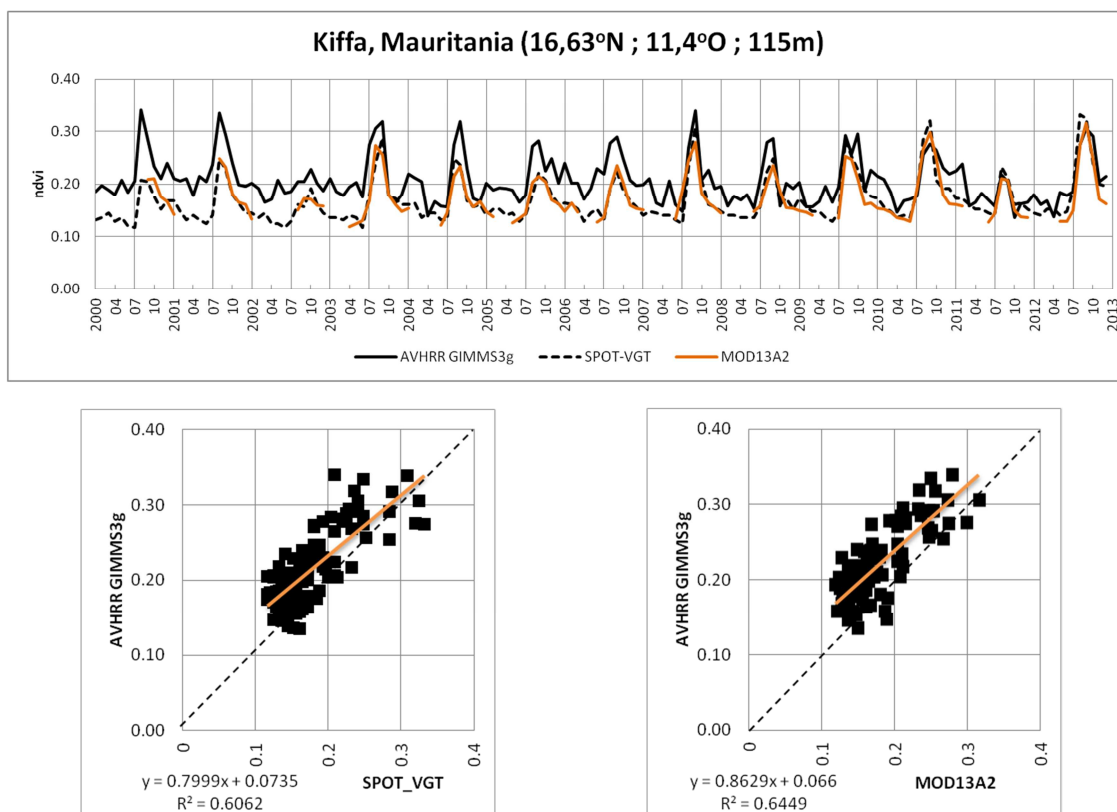 Kiffa, Mauritania (16,63ºN ; 11,4ºO ; 115m)
0.40
0.30
0.20
0.10
0.00
ndvi
2000 04 07 10 2001 04 07 10 2002 04 07 10 2003 04 07 10 2004 04 07 10 2005 04 07 10 2006 04 07 10 2007 04 07 10 2008 04 07 10 2009 04 07 10 2010 04 07 10 2011 04 07 10 2012 04 07 10 2013
AVHRR GIMMS3g SPOT-VGT MOD13A2
AVHRR GIMMS3g
0.40
0.30
0.20
0.10
0.00
0 0.1 0.2 0.3 0.4
y = 0.7999x + 0.0735 SPOT_VGT
R² = 0.6062
AVHRR GIMMS3g
0.40
0.30
0.20
0.10
0.00
0 0.1 0.2 0.3 0.4
y = 0.8629x + 0.066 MOD13A2
R² = 0.6449